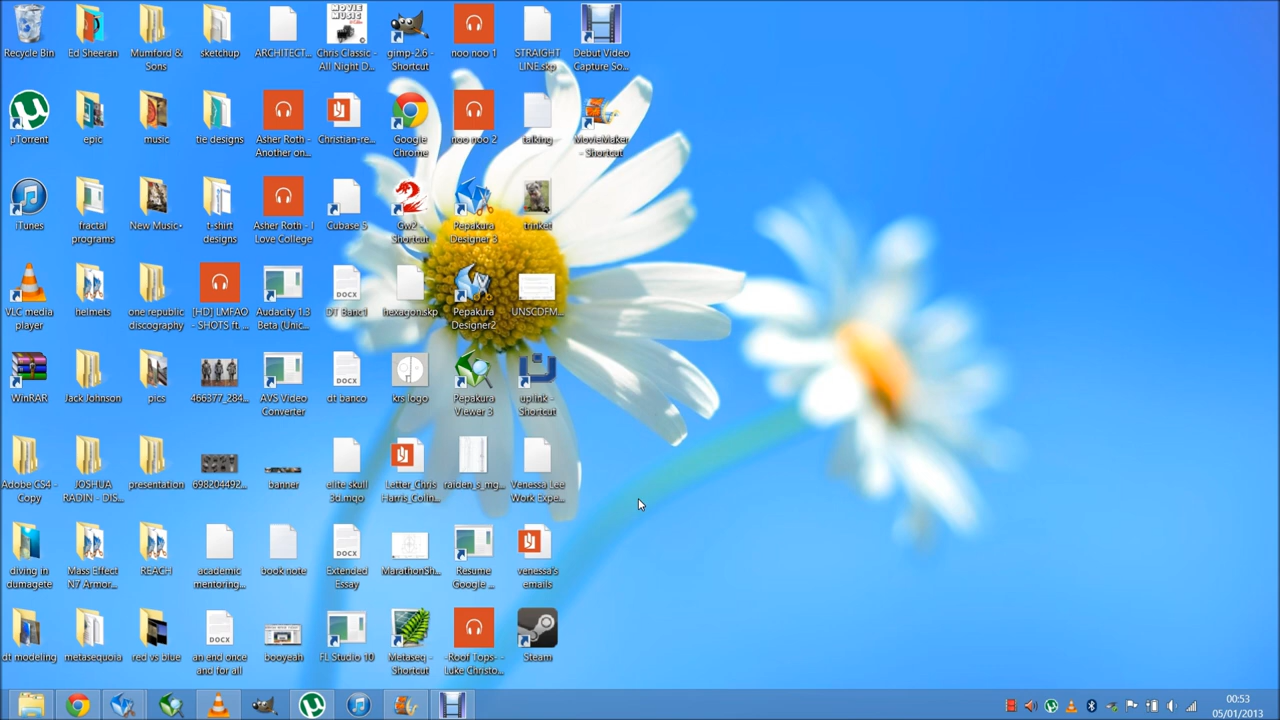 Recycle Bin
Ed Sheeran
Mumford &
Sons
sketchup
ARCHITECT...
Chris Classic -
All Night D...
gimp-2.6 -
Shortcut
noo noo 1
STRAIGHT
LINE.skp
Debut Video
Capture So...
µTorrent
epic
music
tie designs
Asher Roth -
Another on...
Christian-re...
Google
Chrome
noo noo 2
talking
MovieMaker
- Shortcut
iTunes
fractal
programs
New Music•
t-shirt
designs
Asher Roth - I
Love College
Cubase 5
Gw2 -
Shortcut
Pepakura
Designer 3
trinket
VLC media
player
helmets
one republic
discography
[HD] LMFAO
- SHOTS ft. ...
Audacity 1.3
Beta (Unic...
DOCX
DT Banc1
hexagon.skp
Pepakura
Designer2
UNSCDFM...
WinRAR
Jack Johnson
pics
466377_284...
AVS Video
Converter
DOCX
dt banco
krs logo
Pepakura
Viewer 3
uplink -
Shortcut
Adobe CS4 -
Copy
JOSHUA
RADIN - DIS...
presentation
698204492...
banner
elite skull
3d.mqo
Letter_Chris
Harris_Colin...
raiden_s_mg...
Venessa Lee
Work Expe...
diving in
dumagete
Mass Effect
N7 Armor...
REACH
academic
mentoring...
book note
DOCX
Extended
Essay
MarathonSh...
Resume
Google ...
venessa's
emails
dt modeling
metasequoia
red vs blue
DOCX
an end once
and for all
booyeah
FL Studio 10
Metaseq -
Shortcut
-Roof Tops- -
Luke Christo...
Steam
00:53
05/01/2013